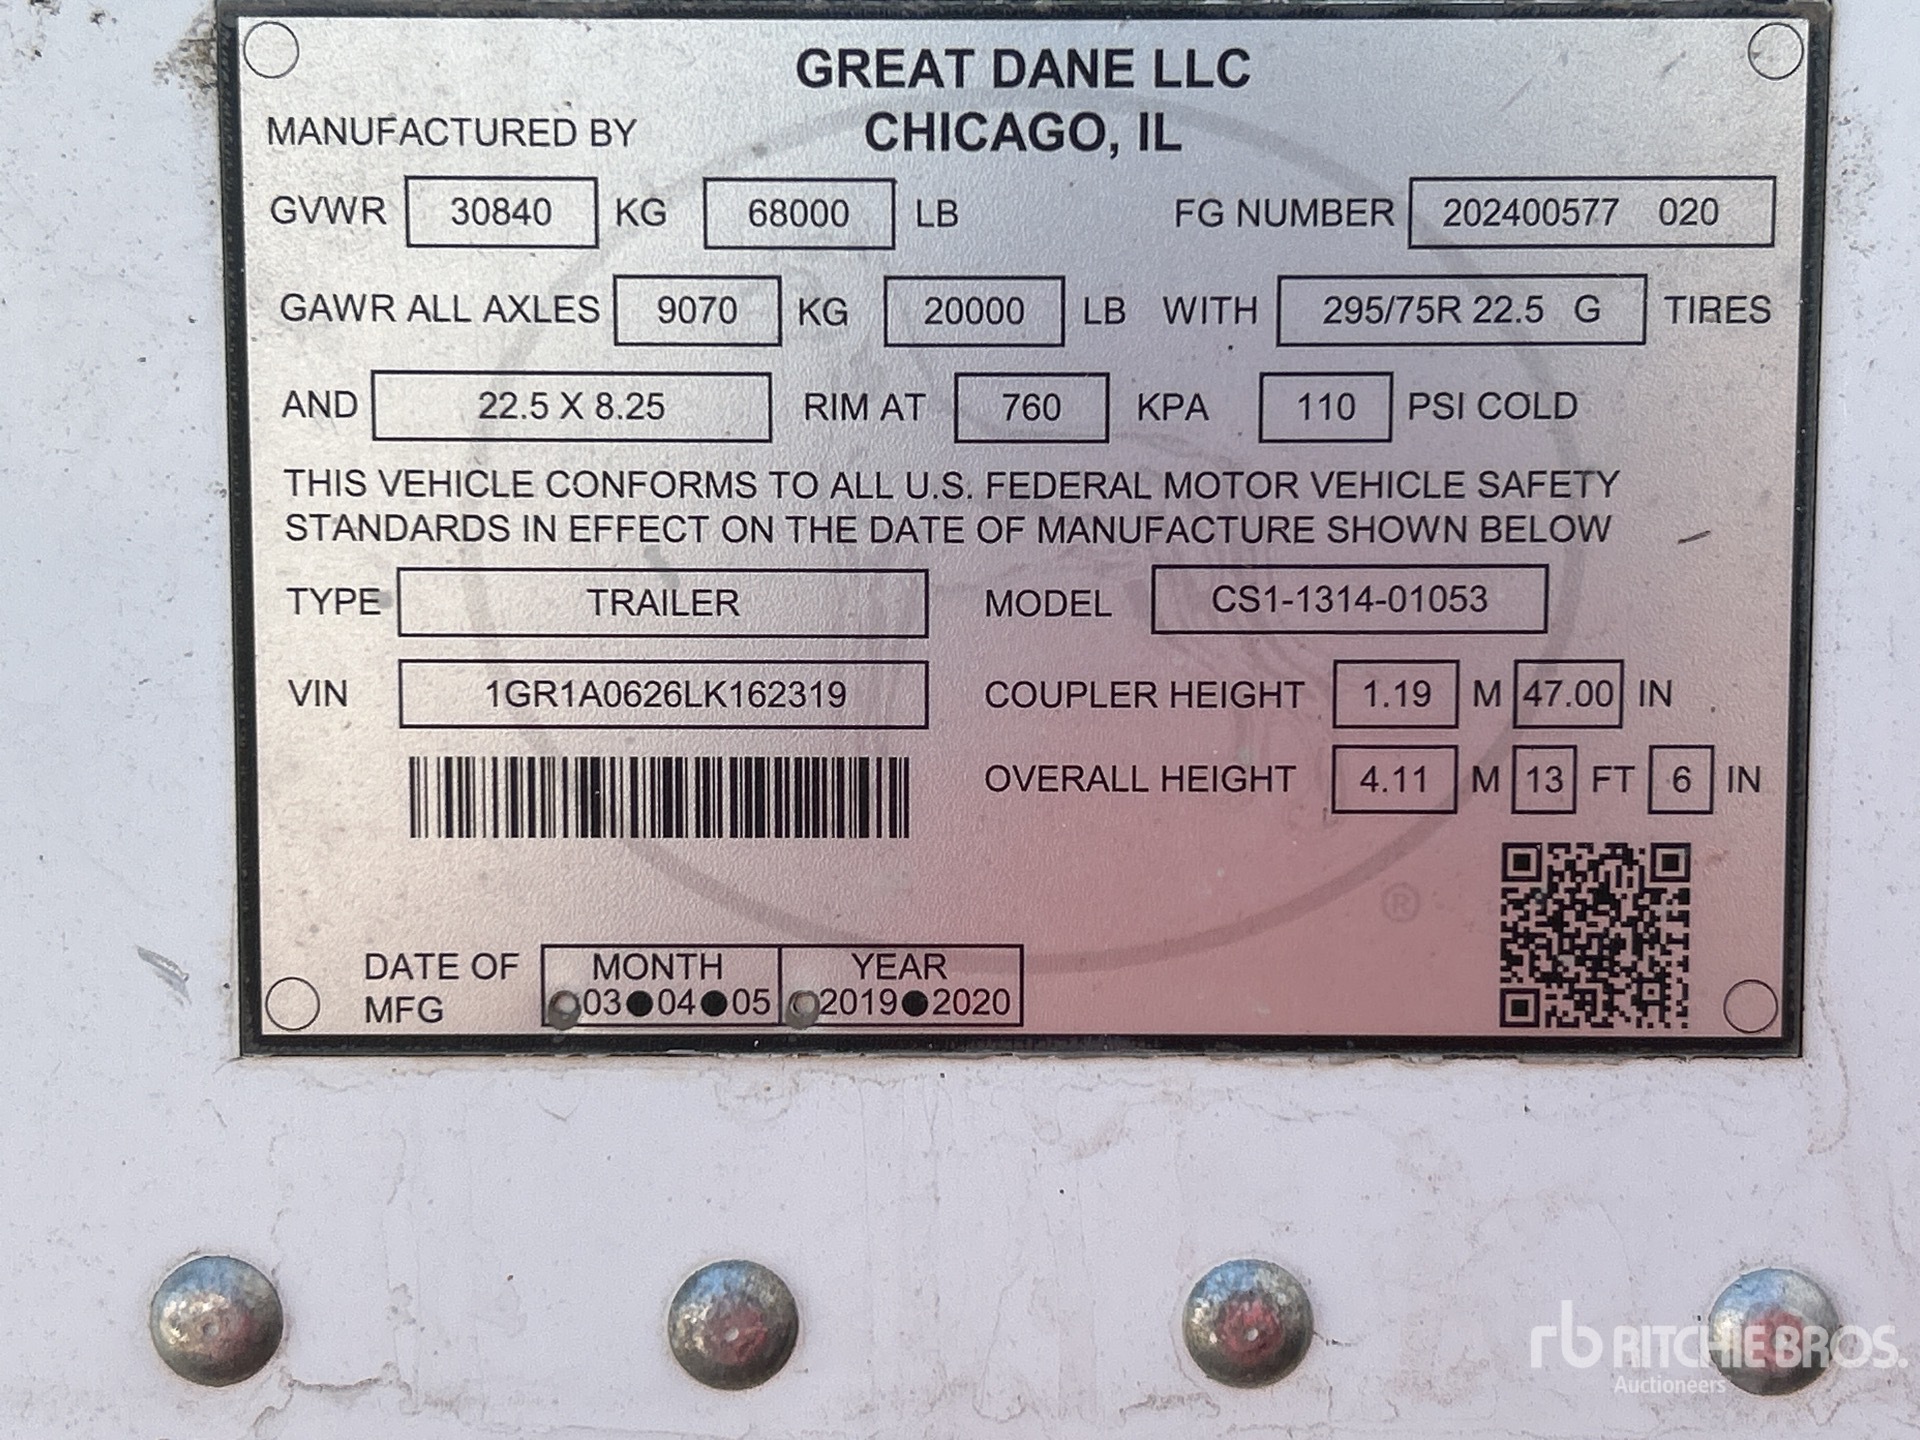 GREAT DANE LLC
MANUFACTURED BY CHICAGO, IL
GVWR 30840 KG 68000 LB FG NUMBER 202400577 020
GAWR ALL AXLES 9070 KG 20000 LB WITH 295/75R 22.5 G TIRES
AND 22.5 X 8.25 RIM AT 760 KPA 110 PSI COLD
THIS VEHICLE CONFORMS TO ALL U.S. FEDERAL MOTOR VEHICLE SAFETY
STANDARDS IN EFFECT ON THE DATE OF MANUFACTURE SHOWN BELOW
TYPE TRAILER MODEL CS1-1314-01053
VIN 1GR1A0626LK162319 COUPLER HEIGHT 1.19 M 47.00 IN
OVERALL HEIGHT 4.11 M 13 FT 6 IN
®
DATE OF MFG
MONTH YEAR
03●04●05 2019●2020
rb RITCHIE BROS.
Auctioneers